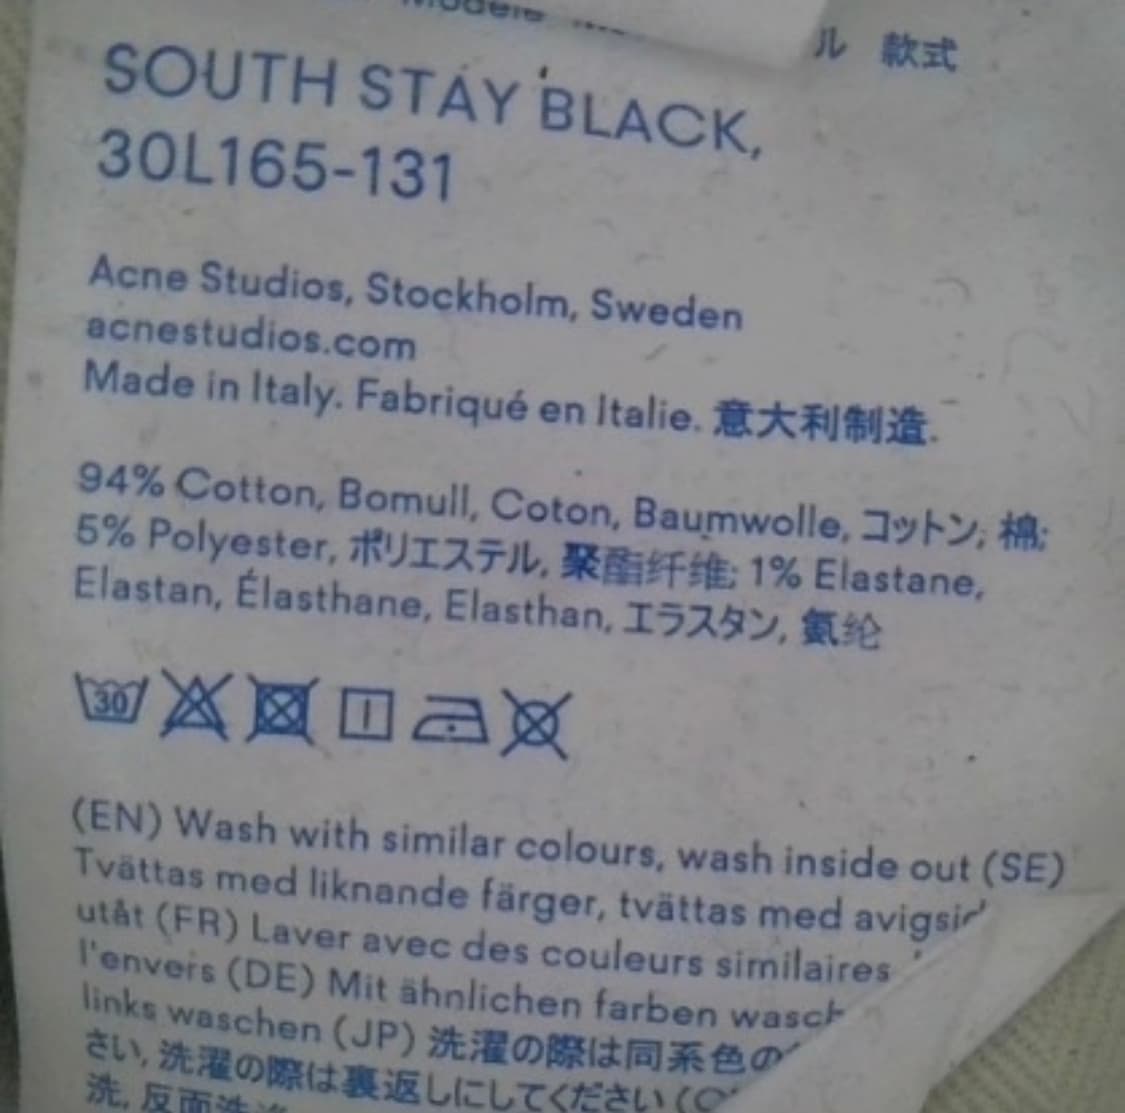 Modèle
ル 款式
SOUTH STAY BLACK,
30L165-131
Acne Studios, Stockholm, Sweden
acnestudios.com
Made in Italy. Fabriqué en Italie. 意大利制造.
94% Cotton, Bomull, Coton, Baumwolle, コットン; 棉;
5% Polyester, ポリエステル, 聚酯纤维; 1% Elastane,
Elastan, Élasthane, Elasthan, エラスタン, 氨纶
30
(EN) Wash with similar colours, wash inside out (SE)
Tvättas med liknande färger, tvättas med
utåt (FR) Laver avec des couleurs similaires
l'envers (DE) Mit ähnlichen farben
links waschen (JP) 洗濯の際は同系色の
さい, 洗濯の際は裏返しにしてください
洗, 反面洗